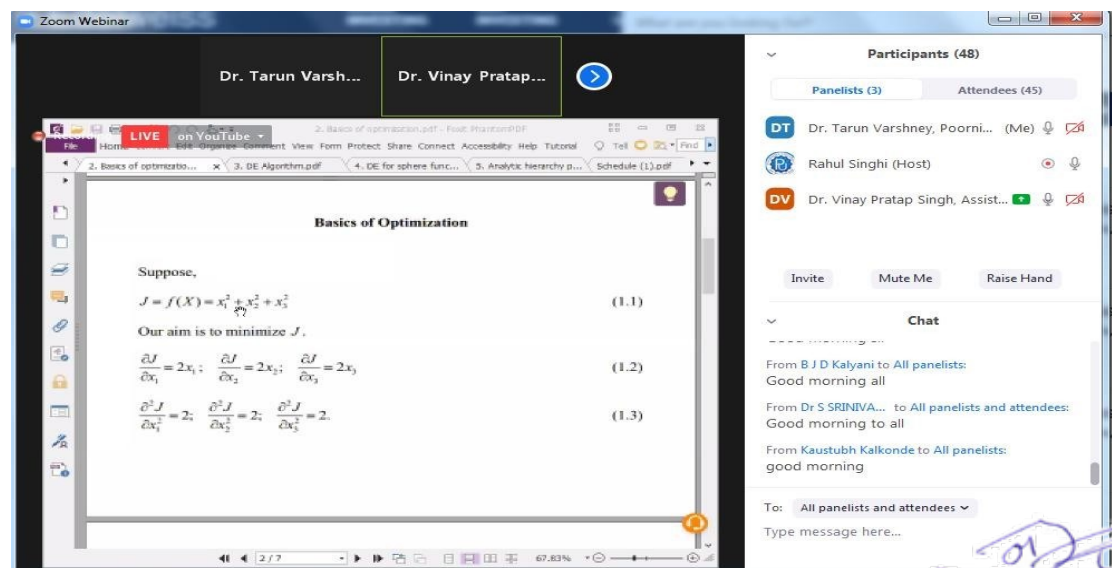 Zoom Webinar
Dr. Tarun Varsh...
Dr. Vinay Pratap...
LIVE on YouTube
2. Basics of optimization.pdf - Foxit PhantomPDF
File Home Edit Organize Comment View Form Protect Share Connect Accessibility Help Tutorial Tell Find
2. Basics of optimizatio... x 3. DE Algorithm.pdf 4. DE for sphere func... 5. Analytic hierarchy p... Schedule (1).pdf
Basics of Optimization
Suppose,
J = f(X) = x₁² + x₂² + x₃² (1.1)
Our aim is to minimize J.
∂J/∂x₁ = 2x₁; ∂J/∂x₂ = 2x₂; ∂J/∂x₃ = 2x₃ (1.2)
∂²J/∂x₁² = 2; ∂²J/∂x₂² = 2; ∂²J/∂x₃² = 2. (1.3)
2 / 7
67.83%
Participants (48)
Panelists (3) Attendees (45)
DT Dr. Tarun Varshney, Poorni... (Me)
Rahul Singhi (Host)
DV Dr. Vinay Pratap Singh, Assist...
Invite Mute Me Raise Hand
Chat
From B J D Kalyani to All panelists:
Good morning all
From Dr S SRINIVA... to All panelists and attendees:
Good morning to all
From Kaustubh Kalkonde to All panelists:
good morning
To: All panelists and attendees
Type message here...